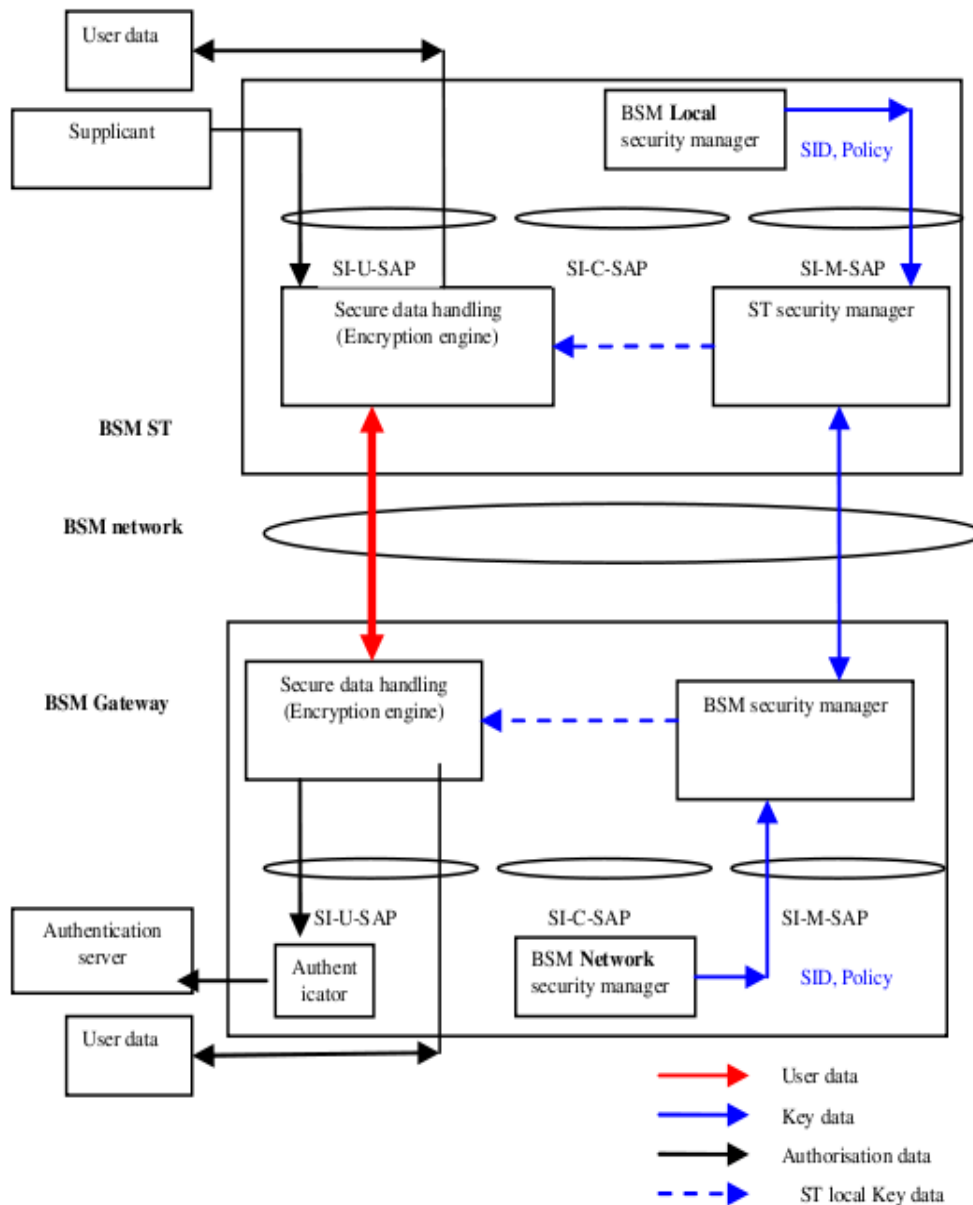 User data
Supplicant
BSM Local
security manager
SID, Policy
SI-U-SAP
SI-C-SAP
SI-M-SAP
Secure data handling
(Encryption engine)
ST security manager
BSM ST
BSM network
BSM Gateway
Secure data handling
(Encryption engine)
BSM security manager
SI-U-SAP
SI-C-SAP
SI-M-SAP
Authentication
server
Authent
icator
BSM Network
security manager
SID, Policy
User data
User data
Key data
Authorisation data
ST local Key data